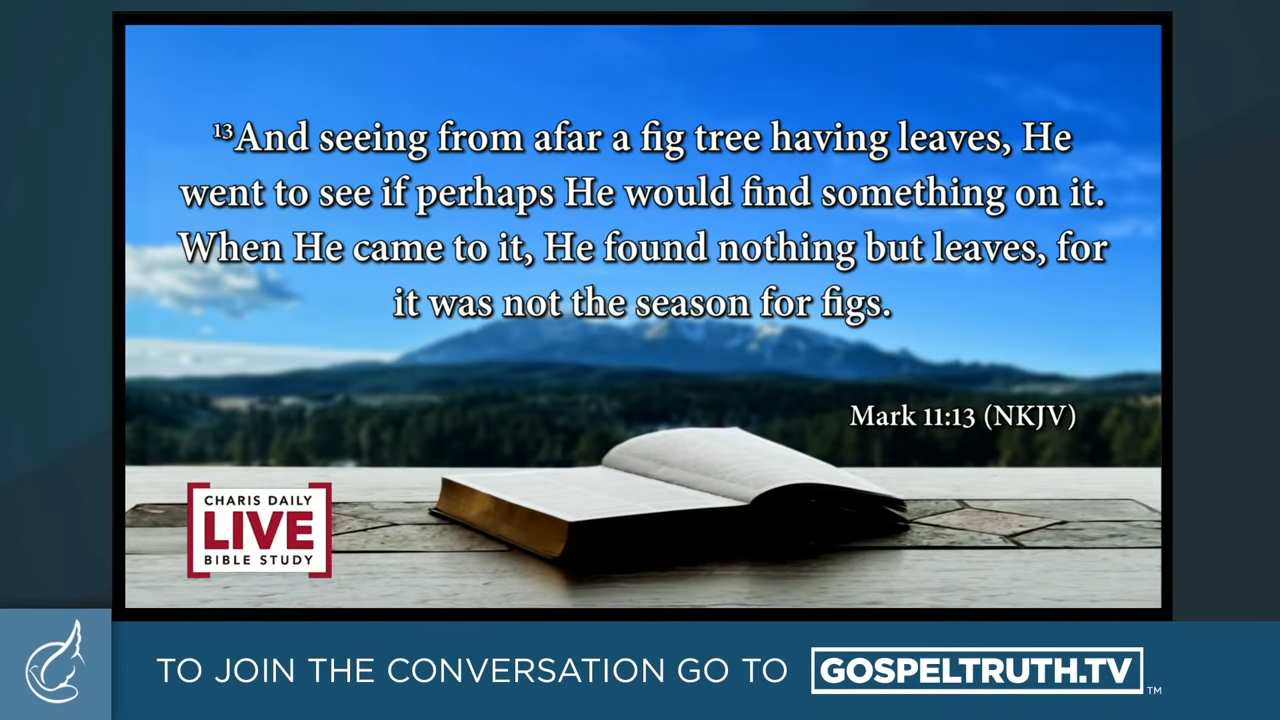 ¹³And seeing from afar a fig tree having leaves, He
went to see if perhaps He would find something on it.
When He came to it, He found nothing but leaves, for
it was not the season for figs.
Mark 11:13 (NKJV)
CHARIS DAILY
LIVE
BIBLE STUDY
TO JOIN THE CONVERSATION GO TO GOSPELTRUTH.TV™